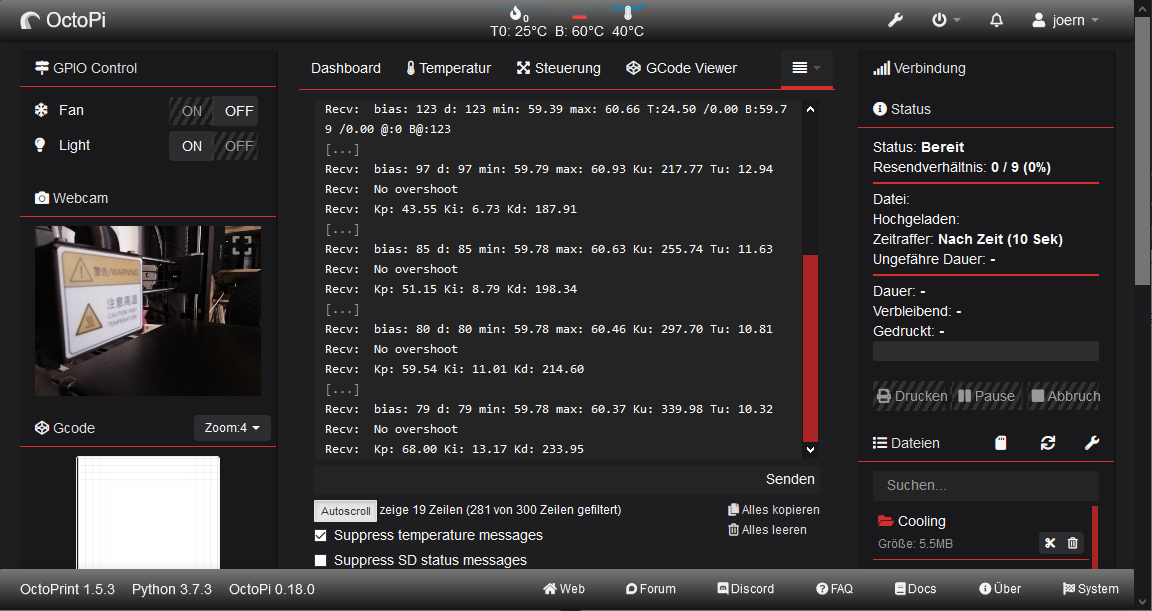 OctoPi
0
T0: 25°C B: 60°C 40°C
joern
GPIO Control
Fan
ON OFF
Light
ON OFF
Webcam
警告/WARNING
注意高温
CAUTION HIGH
TEMPERATURE
Gcode
Zoom:4
Dashboard Temperatur Steuerung GCode Viewer
Recv: bias: 123 d: 123 min: 59.39 max: 60.66 T:24.50 /0.00 B:59.7
9 /0.00 @:0 B@:123
[...]
Recv: bias: 97 d: 97 min: 59.79 max: 60.93 Ku: 217.77 Tu: 12.94
Recv: No overshoot
Recv: Kp: 43.55 Ki: 6.73 Kd: 187.91
[...]
Recv: bias: 85 d: 85 min: 59.78 max: 60.63 Ku: 255.74 Tu: 11.63
Recv: No overshoot
Recv: Kp: 51.15 Ki: 8.79 Kd: 198.34
[...]
Recv: bias: 80 d: 80 min: 59.78 max: 60.46 Ku: 297.70 Tu: 10.81
Recv: No overshoot
Recv: Kp: 59.54 Ki: 11.01 Kd: 214.60
[...]
Recv: bias: 79 d: 79 min: 59.78 max: 60.37 Ku: 339.98 Tu: 10.32
Recv: No overshoot
Recv: Kp: 68.00 Ki: 13.17 Kd: 233.95
Senden
Autoscroll zeige 19 Zeilen (281 von 300 Zeilen gefiltert)
Alles kopieren
Alles leeren
Suppress temperature messages
Suppress SD status messages
Verbindung
Status
Status: Bereit
Resendverhältnis: 0 / 9 (0%)
Datei:
Hochgeladen:
Zeitraffer: Nach Zeit (10 Sek)
Ungefähre Dauer: -
Dauer: -
Verbleibend: -
Gedruckt: -
Drucken Pause Abbruch
Dateien
Suchen...
Cooling
Größe: 5.5MB
OctoPrint 1.5.3 Python 3.7.3 OctoPi 0.18.0
Web Forum Discord FAQ Docs Über System